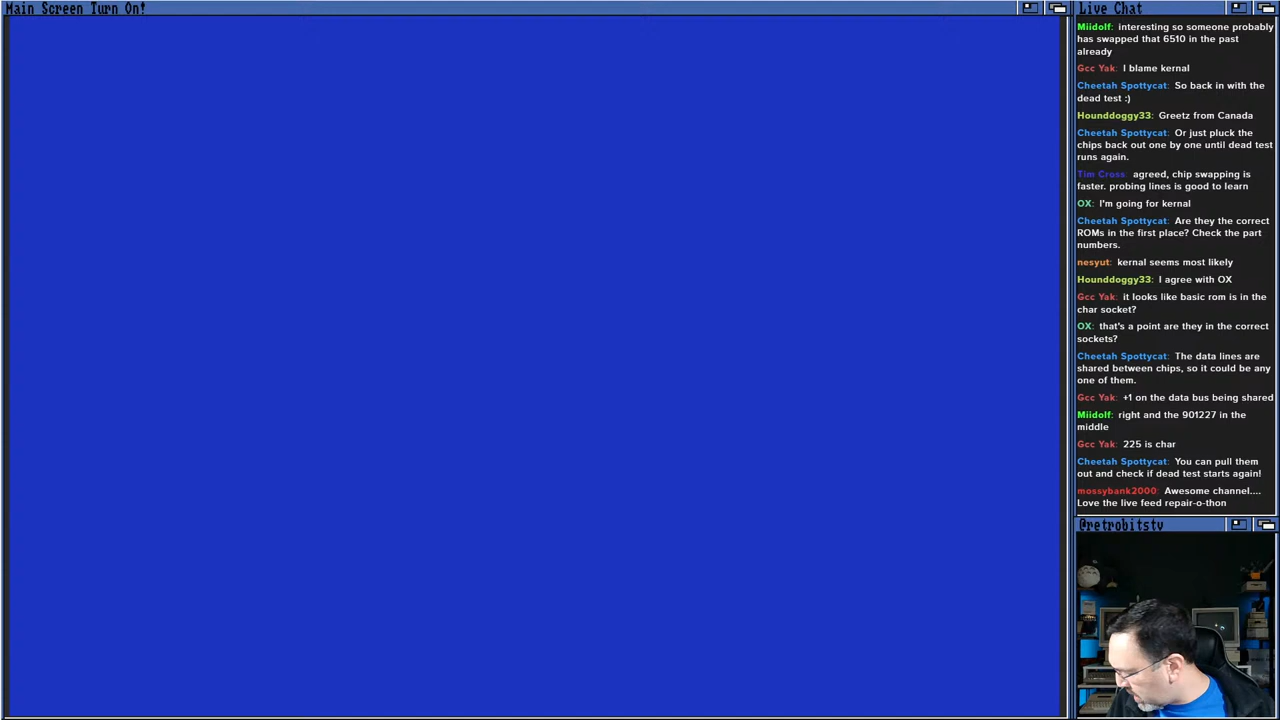 Main Screen Turn On!
Live Chat
Miidolf: interesting so someone probably
has swapped that 6510 in the past
already
Gcc Yak: I blame kernal
Cheetah Spottycat: So back in with the
dead test :)
Hounddoggy33: Greetz from Canada
Cheetah Spottycat: Or just pluck the
chips back out one by one until dead test
runs again.
Tim Cross: agreed, chip swapping is
faster. probing lines is good to learn
OX: I'm going for kernal
Cheetah Spottycat: Are they the correct
ROMs in the first place? Check the part
numbers.
nesyut: kernal seems most likely
Hounddoggy33: I agree with OX
Gcc Yak: it looks like basic rom is in the
char socket?
OX: that's a point are they in the correct
sockets?
Cheetah Spottycat: The data lines are
shared between chips, so it could be any
one of them.
Gcc Yak: +1 on the data bus being shared
Miidolf: right and the 901227 in the
middle
Gcc Yak: 225 is char
Cheetah Spottycat: You can pull them
out and check if dead test starts again!
mossybank2000: Awesome channel....
Love the live feed repair-o-thon
@retrobitstv